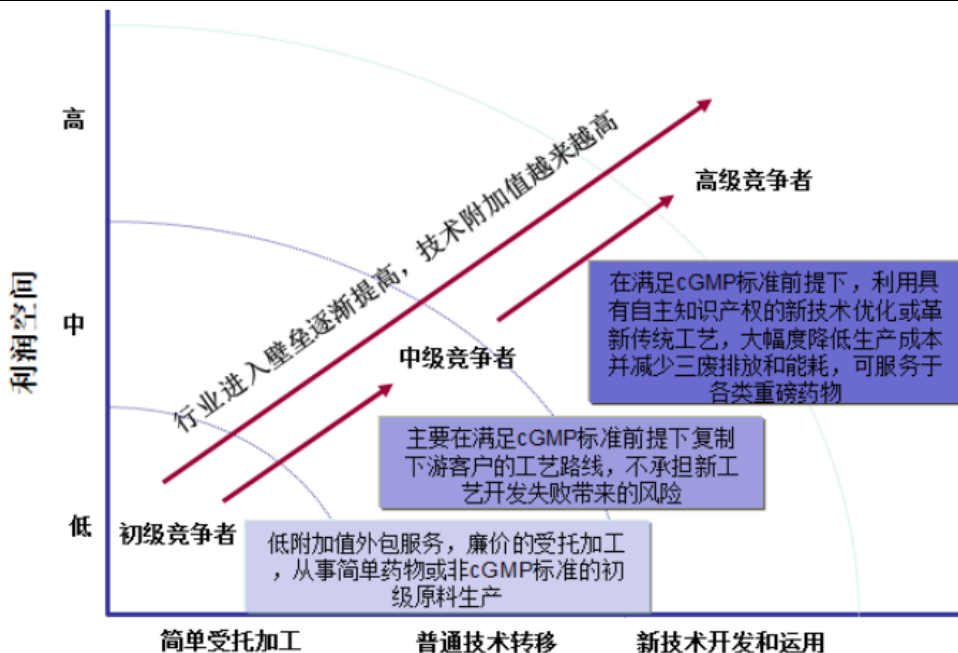 高
行业进入壁垒逐渐提高，技术附加值越来越高
高级竞争者
在满足cGMP标准前提下，利用具
有自主知识产权的新技术优化或革
新传统工艺，大幅度降低生产成本
并减少三废排放和能耗，可服务于
各类重磅药物
利润空间
中
中级竞争者
主要在满足cGMP标准前提下复制
下游客户的工艺路线，不承担新工
艺开发失败带来的风险
低
初级竞争者
低附加值外包服务，廉价的受托加工
，从事简单药物或非cGMP标准的初
级原料生产
简单受托加工
普通技术转移
新技术开发和运用